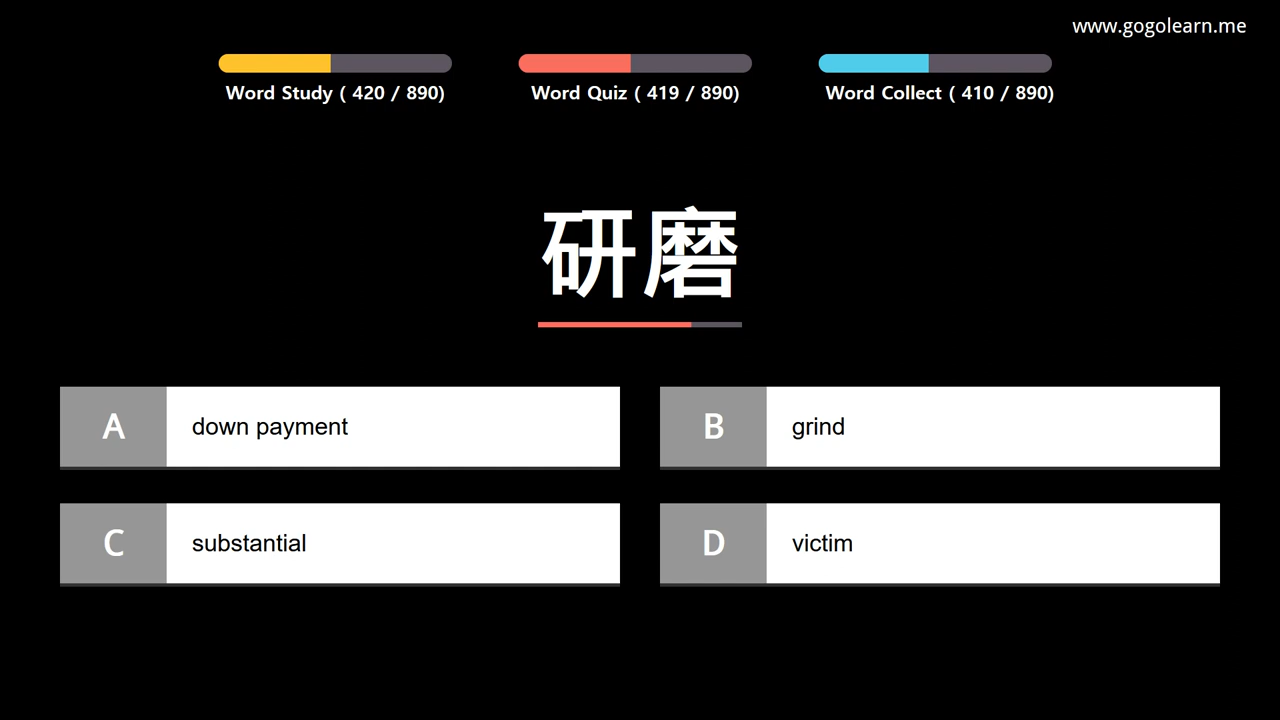 www.gogolearn.me
Word Study ( 420 / 890)
Word Quiz ( 419 / 890)
Word Collect ( 410 / 890)
研磨
A down payment
B grind
C substantial
D victim